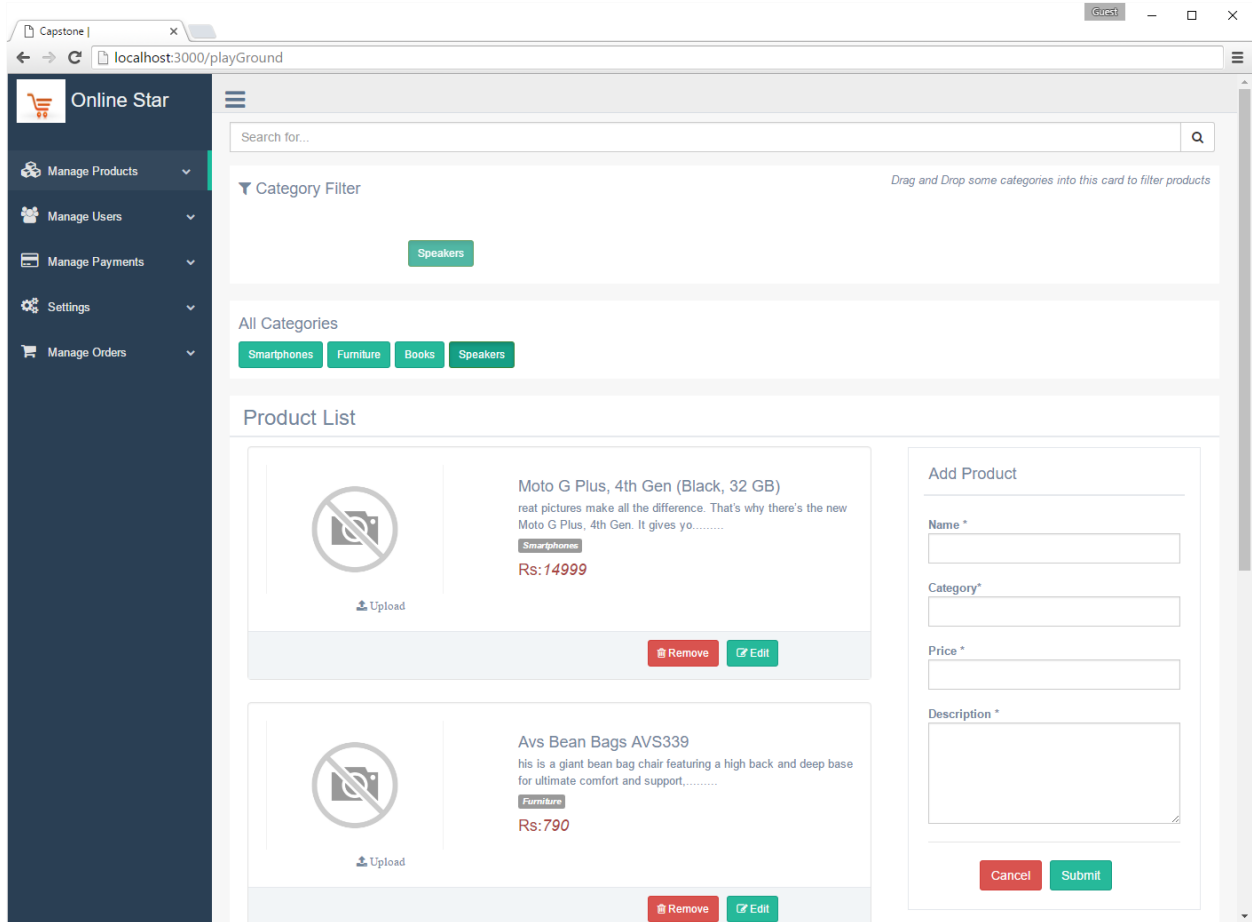 Guest
Capstone |
localhost:3000/playGround
Online Star
Search for...
Manage Products
Manage Users
Manage Payments
Settings
Manage Orders
Category Filter
Drag and Drop some categories into this card to filter products
Speakers
All Categories
Smartphones Furniture Books Speakers
Product List
Moto G Plus, 4th Gen (Black, 32 GB)
reat pictures make all the difference. That's why there's the new
Moto G Plus, 4th Gen. It gives yo.........
Smartphones
Rs:14999
Upload
Remove Edit
Avs Bean Bags AVS339
his is a giant bean bag chair featuring a high back and deep base
for ultimate comfort and support,.........
Furniture
Rs:790
Upload
Remove Edit
Add Product
Name *
Category*
Price *
Description *
Cancel Submit